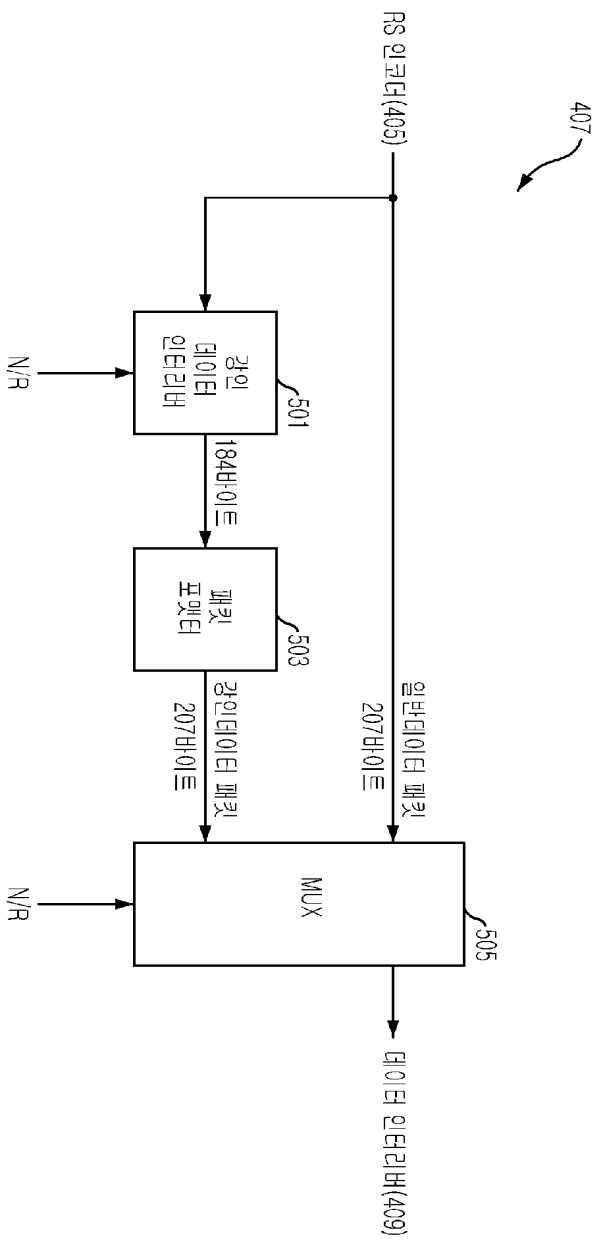 407
RS 인코더(405)
일반데이터 패킷
207바이트
505
MUX
데이터 인터리버(409)
501
강인
데이터
인터리버
184바이트
503
패킷
포맷터
강인데이터 패킷
207바이트
N/R
N/R